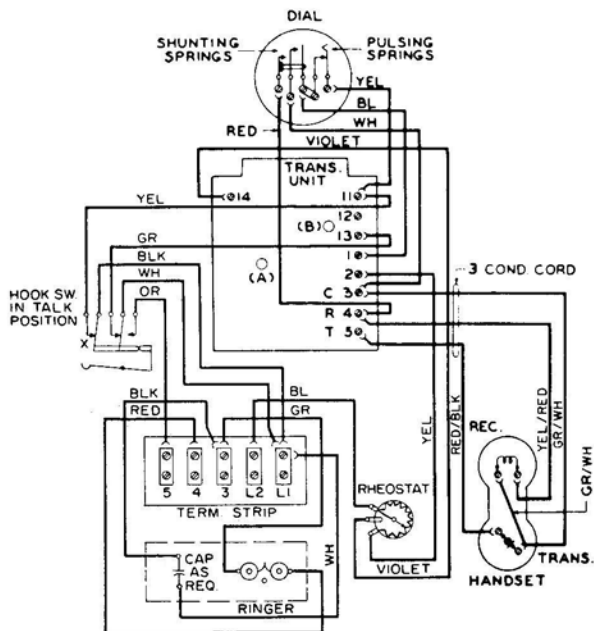 DIAL
SHUNTING
SPRINGS
PULSING
SPRINGS
YEL
BL
WH
RED
VIOLET
TRANS.
UNIT
14
11
12
(B)
13
1
(A)
2
C 3
R 4
T 5
YEL
GR
BLK
WH
OR
HOOK SW.
IN TALK
POSITION
X
3 COND. CORD
BLK
RED
BL
GR
YEL
RED/BLK
YEL/RED
GR/WH
REC.
GR/WH
5
4
3
L2
L1
TERM. STRIP
RHEOSTAT
WH
CAP
AS
REQ.
RINGER
VIOLET
TRANS.
HANDSET